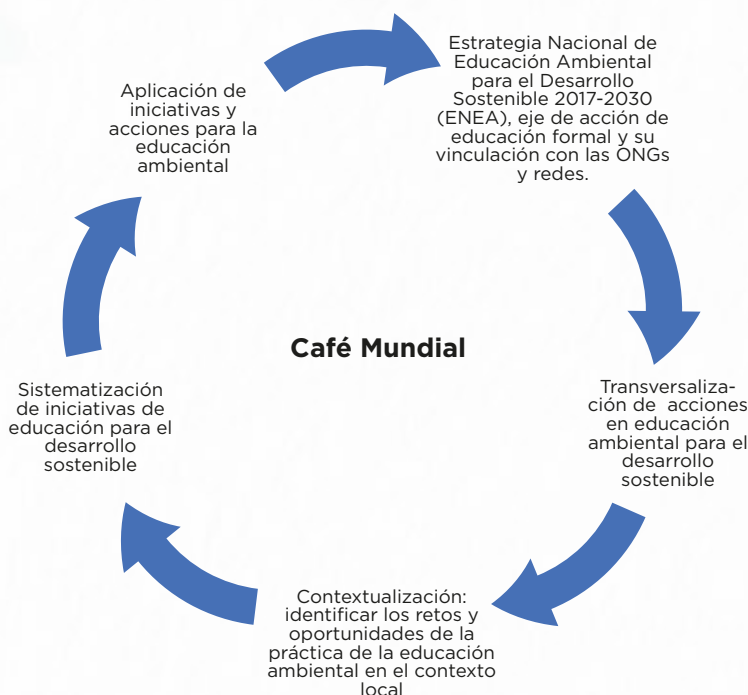 Estrategia Nacional de
Educación Ambiental
para el Desarrollo
Sostenible 2017-2030
(ENEA), eje de acción de
educación formal y su
vinculación con las ONGs
y redes.
Transversaliza-
ción de acciones
en educación
ambiental para el
desarrollo
sostenible
Contextualización:
identificar los retos y
oportunidades de la
práctica de la educación
ambiental en el contexto
local
Sistematización
de iniciativas de
educación para el
desarrollo
sostenible
Aplicación de
iniciativas y
acciones para la
educación
ambiental
Café Mundial